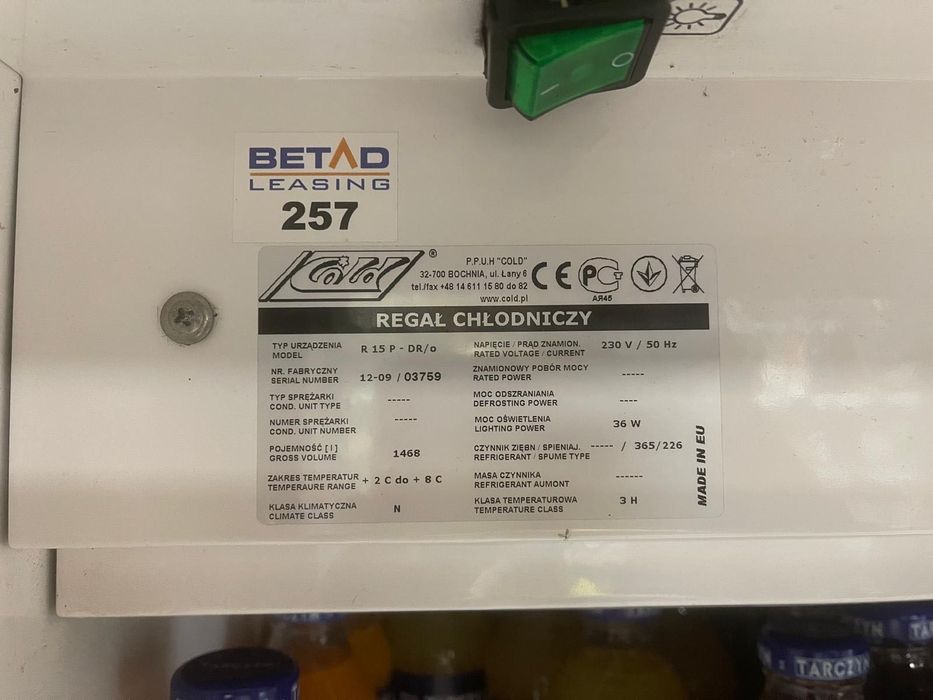 I O
BETAD
LEASING
257
Cold ®
P.P.U.H "COLD"
32-700 BOCHNIA, ul. Łany 6
tel./fax +48 14 611 15 80 do 82
www.cold.pl
CE PG
АЯ45
REGAŁ CHŁODNICZY
TYP URZĄDZENIA
MODEL
R 15 P - DR/o
NR. FABRYCZNY
SERIAL NUMBER
12-09 / 03759
TYP SPRĘŻARKI
COND. UNIT TYPE
-----
NUMER SPRĘŻARKI
COND. UNIT NUMBER
-----
POJEMNOŚĆ [ l ]
GROSS VOLUME
1468
ZAKRES TEMPERATUR
TEMPERAURE RANGE
+ 2 C do + 8 C
KLASA KLIMATYCZNA
CLIMATE CLASS
N
NAPIĘCIE / PRĄD ZNAMION.
RATED VOLTAGE / CURRENT
230 V / 50 Hz
ZNAMIONOWY POBÓR MOCY
RATED POWER
-----
MOC ODSZRANIANIA
DEFROSTING POWER
----
MOC OŚWIETLENIA
LIGHTING POWER
36 W
CZYNNIK ZIĘBN / SPIENIAJ.
REFRIGERANT / SPUME TYPE
----- / 365/226
MASA CZYNNIKA
REFRIGERANT AUMONT
------
KLASA TEMPERATUROWA
TEMPERATURE CLASS
3 H
MADE IN EU
TARCZYN